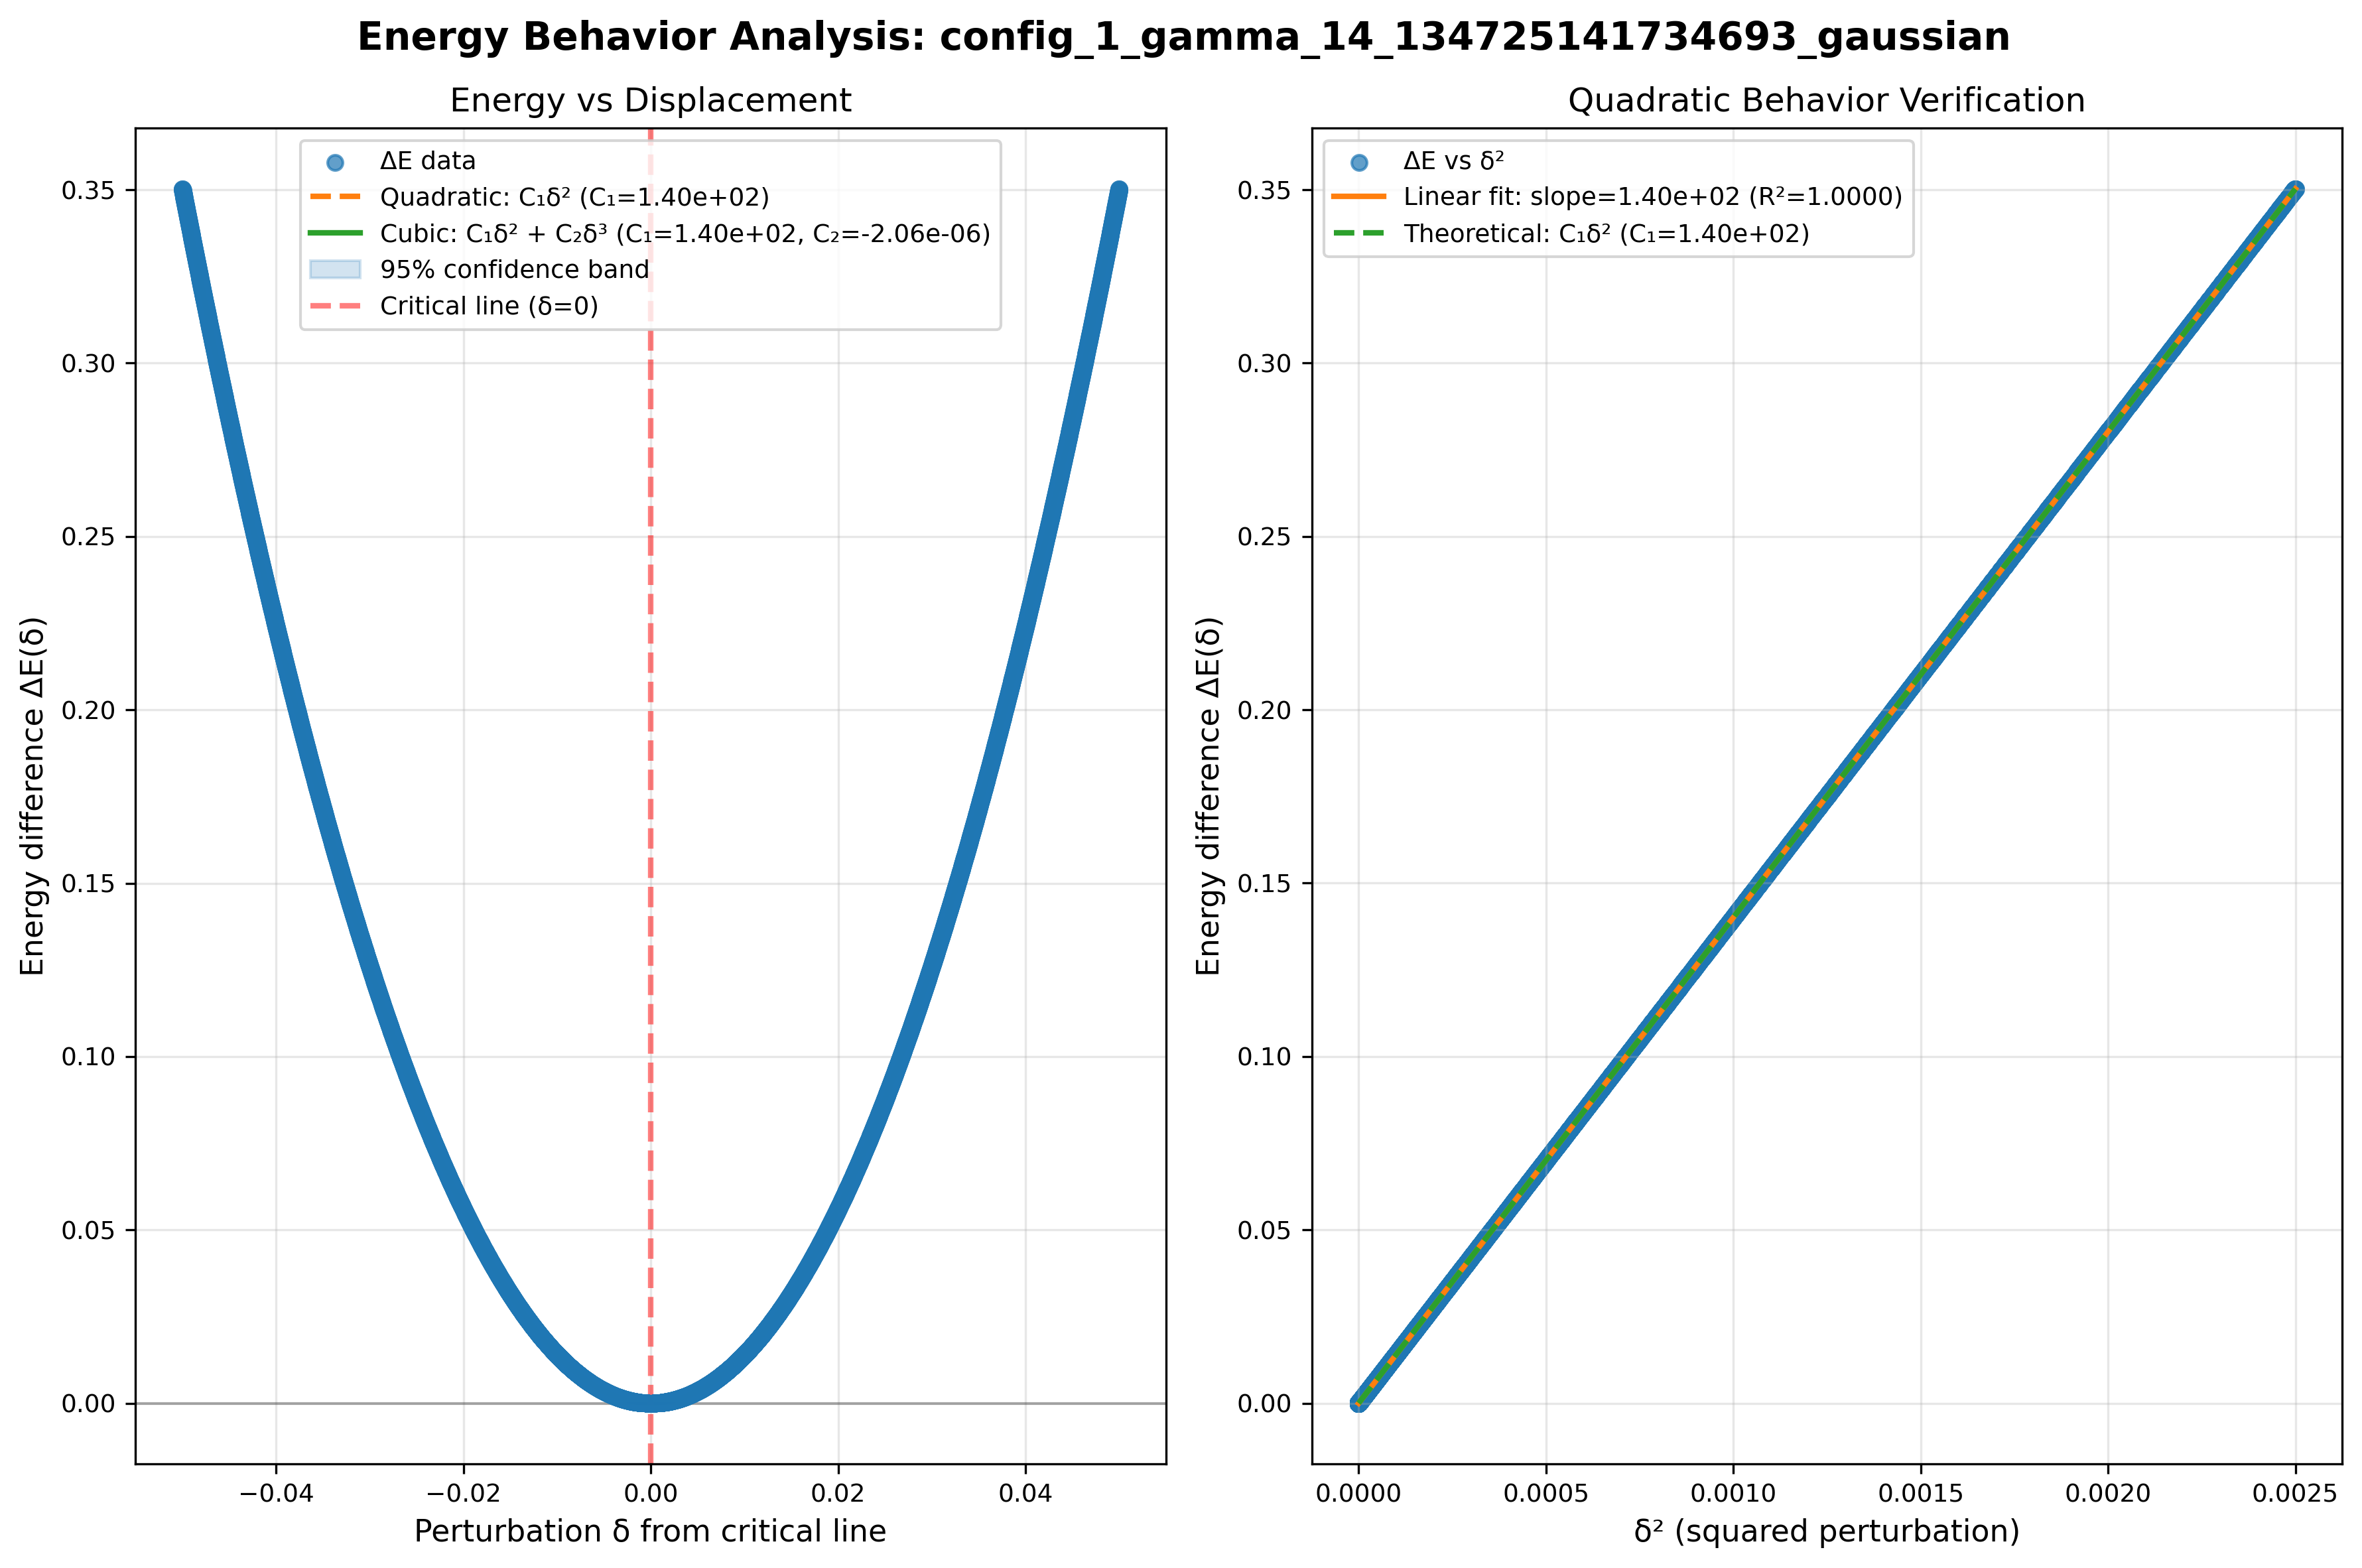 Energy Behavior Analysis: config_1_gamma_14_134725141734693_gaussian
Energy vs Displacement
ΔE data
Quadratic: C₁δ² (C₁=1.40e+02)
Cubic: C₁δ² + C₂δ³ (C₁=1.40e+02, C₂=-2.06e-06)
95% confidence band
Critical line (δ=0)
Energy difference ΔE(δ)
0.35
0.30
0.25
0.20
0.15
0.10
0.05
0.00
−0.04
−0.02
0.00
0.02
0.04
Perturbation δ from critical line
Quadratic Behavior Verification
ΔE vs δ²
Linear fit: slope=1.40e+02 (R²=1.0000)
Theoretical: C₁δ² (C₁=1.40e+02)
Energy difference ΔE(δ)
0.35
0.30
0.25
0.20
0.15
0.10
0.05
0.00
0.0000
0.0005
0.0010
0.0015
0.0020
0.0025
δ² (squared perturbation)